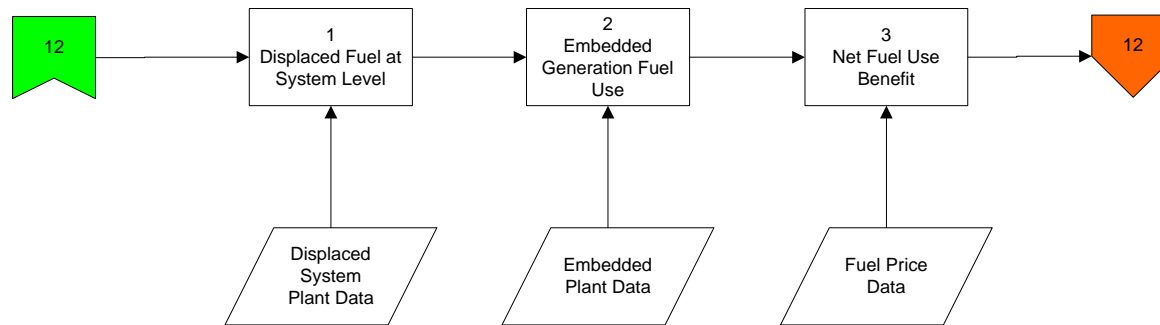 12
1
Displaced Fuel at
System Level
2
Embedded
Generation Fuel
Use
3
Net Fuel Use
Benefit
12
Displaced
System
Plant Data
Embedded
Plant Data
Fuel Price
Data